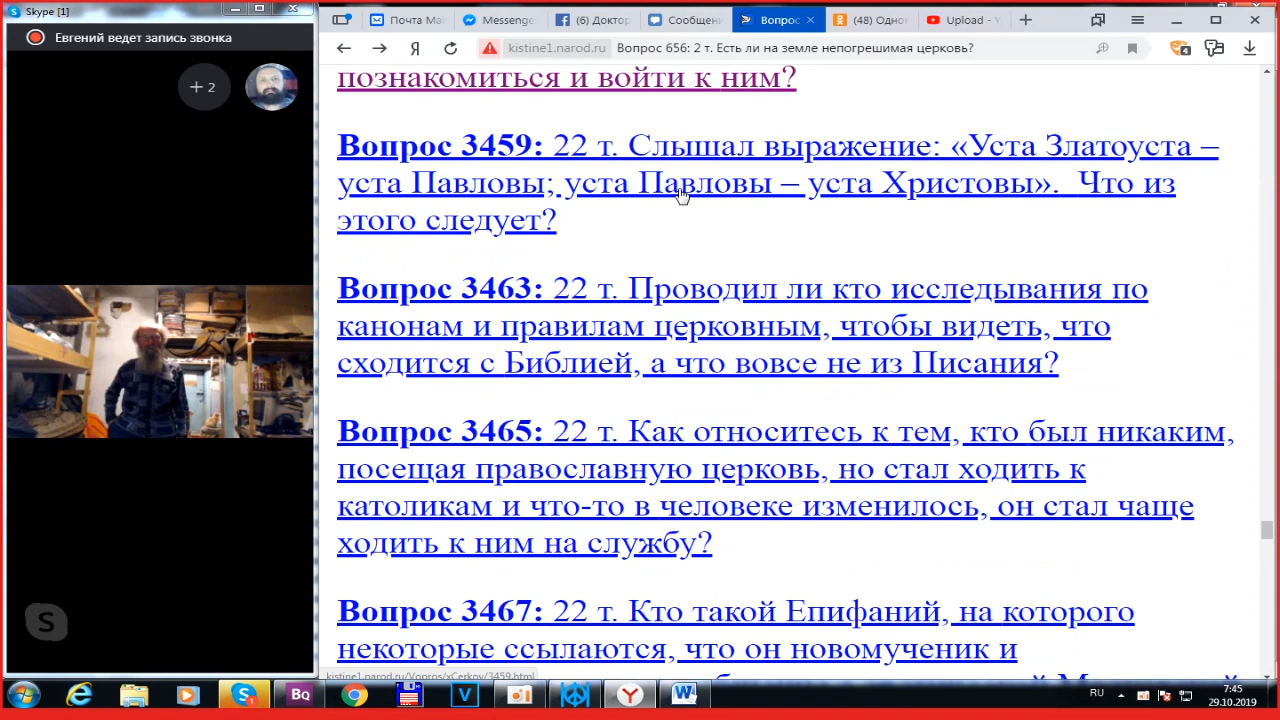 Skype [1]
Евгений ведет запись звонка
+ 2
S
Почта Mai
Messenge
(6) Доктор
Сообщени
Вопрос
(48) Однок
Upload - Y
Я
kistine1.narod.ru
Вопрос 656: 2 т. Есть ли на земле непогрешимая церковь?
4
познакомиться и войти к ним?
Вопрос 3459: 22 т. Слышал выражение: «Уста Златоуста –
уста Павловы; уста Павловы – уста Христовы». Что из
этого следует?
Вопрос 3463: 22 т. Проводил ли кто исследывания по
канонам и правилам церковным, чтобы видеть, что
сходится с Библией, а что вовсе не из Писания?
Вопрос 3465: 22 т. Как относитесь к тем, кто был никаким,
посещая православную церковь, но стал ходить к
католикам и что-то в человеке изменилось, он стал чаще
ходить к ним на службу?
Вопрос 3467: 22 т. Кто такой Епифаний, на которого
некоторые ссылаются, что он новомученик и
kistine1.narod.ru/Vopros/xCerkov/3459.html
Bq
V
W
RU
7:45
29.10.2019